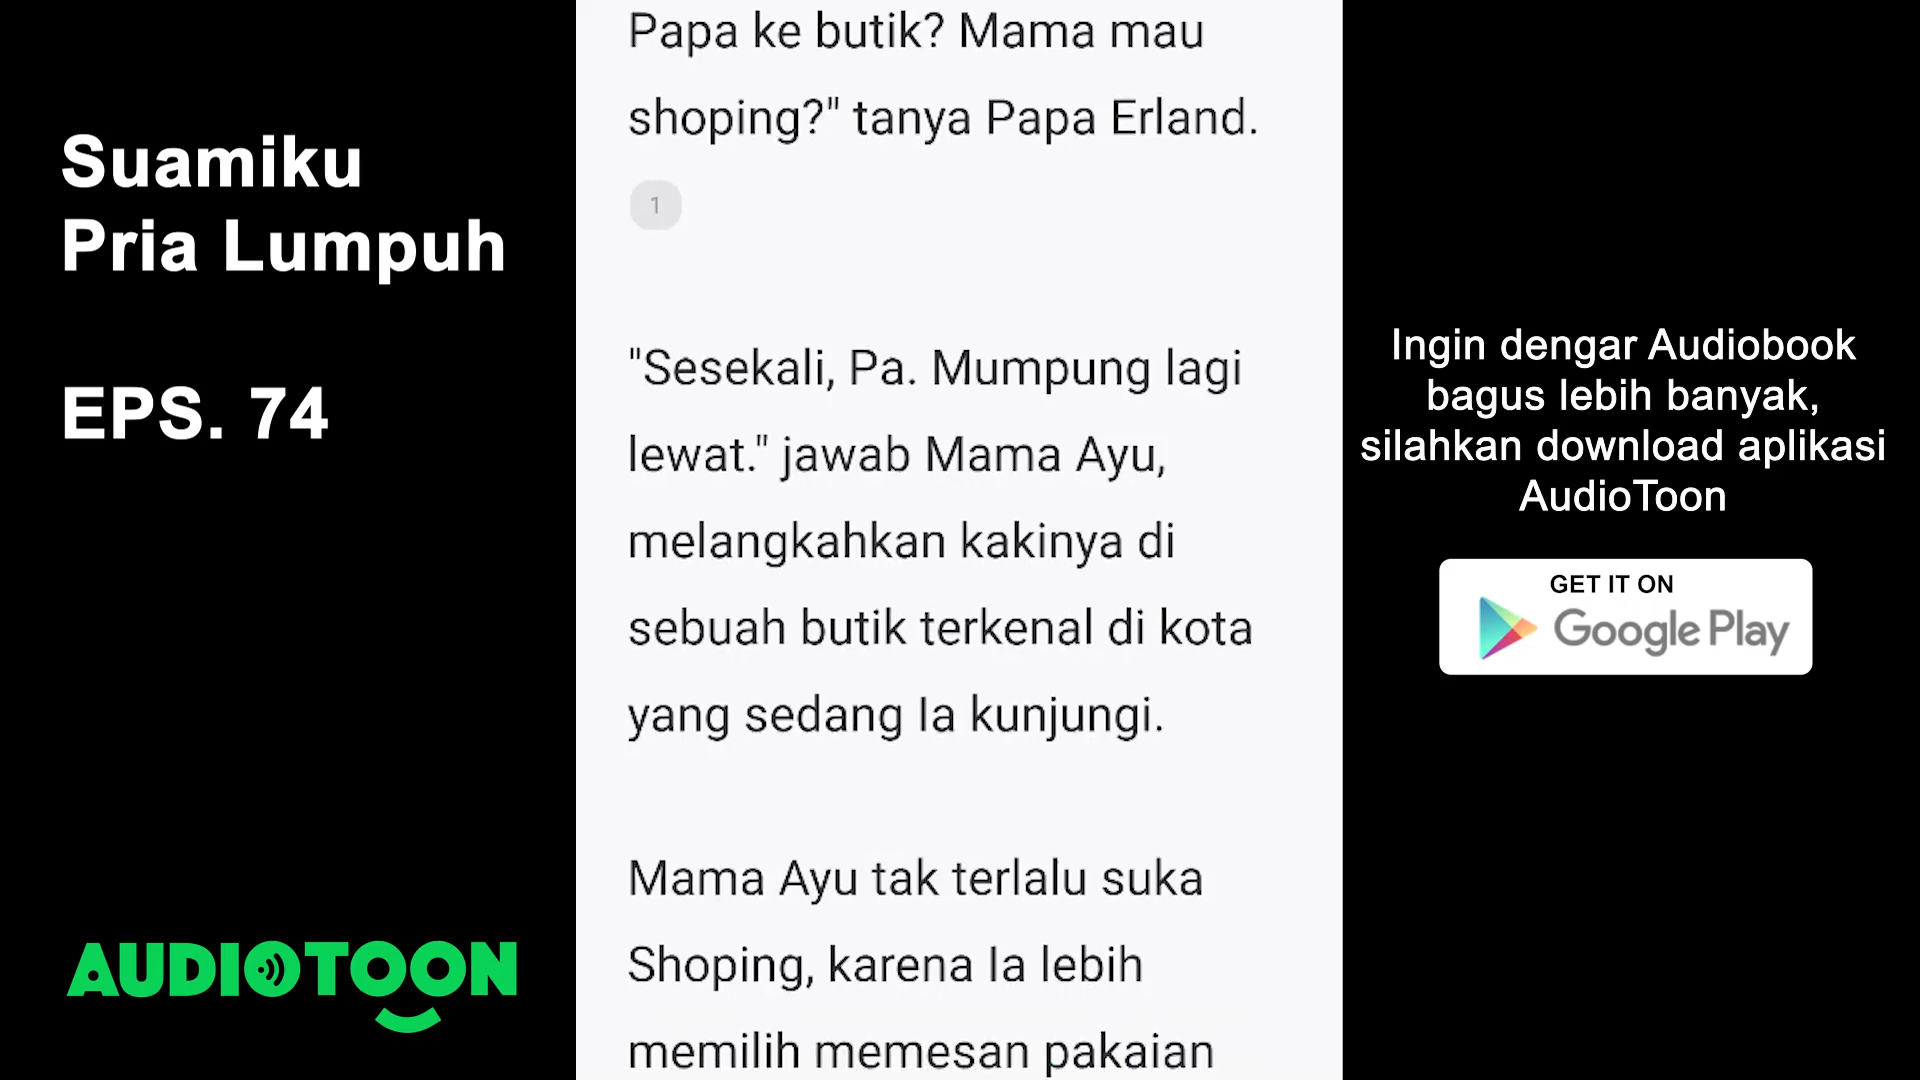 Suamiku
Pria Lumpuh
EPS. 74
AUDIOTOON
Papa ke butik? Mama mau
shoping?" tanya Papa Erland.
1
"Sesekali, Pa. Mumpung lagi
lewat." jawab Mama Ayu,
melangkahkan kakinya di
sebuah butik terkenal di kota
yang sedang Ia kunjungi.
Mama Ayu tak terlalu suka
Shoping, karena Ia lebih
memilih memesan pakaian
Ingin dengar Audiobook
bagus lebih banyak,
silahkan download aplikasi
AudioToon
GET IT ON
Google Play